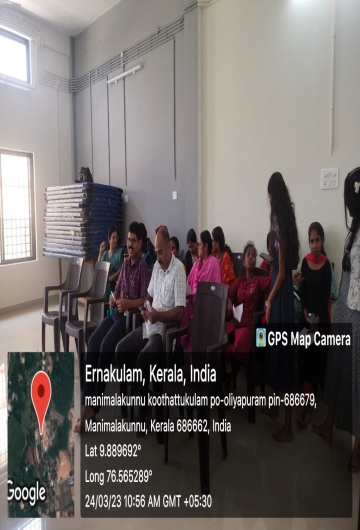 GPS Map Camera
Ernakulam, Kerala, India
manimalakunnu koothattukulam po-oliyapuram pin-686679,
Manimalakunnu, Kerala 686662, India
Lat 9.889692°
Long 76.565289°
24/03/23 10:56 AM GMT +05:30
Google